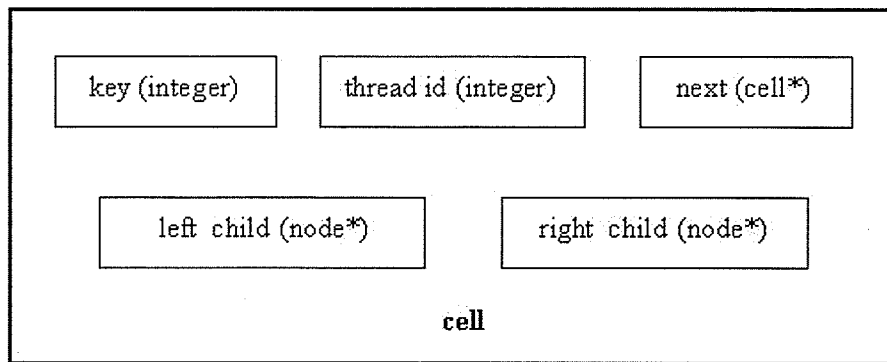 key (integer) thread id (integer) next (cell*)
left child (node*) right child (node*)
cell